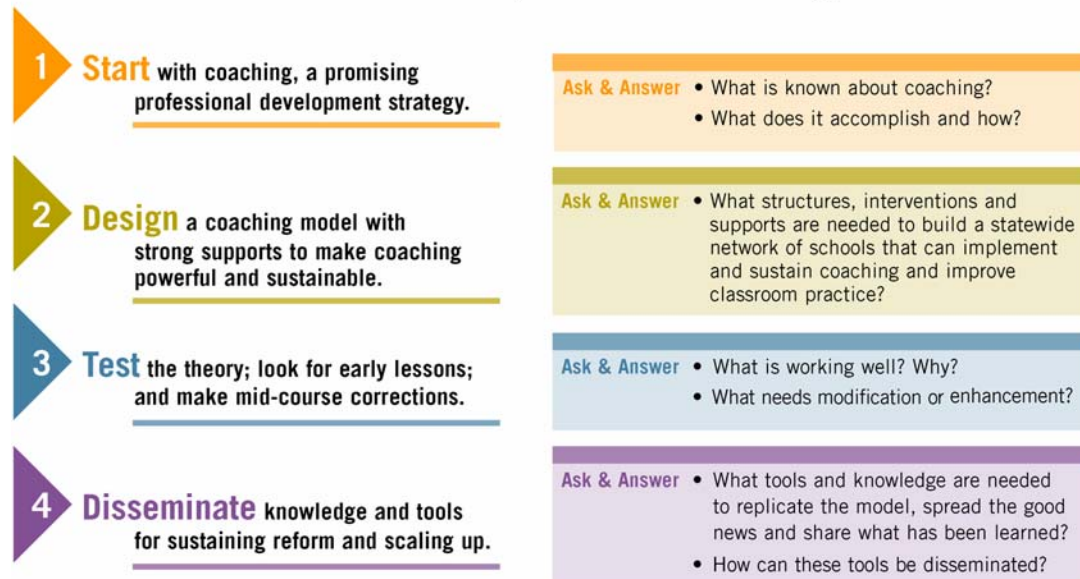 1
Start with coaching, a promising
professional development strategy.
Ask & Answer • What is known about coaching?
• What does it accomplish and how?
2
Design a coaching model with
strong supports to make coaching
powerful and sustainable.
Ask & Answer • What structures, interventions and
supports are needed to build a statewide
network of schools that can implement
and sustain coaching and improve
classroom practice?
3
Test the theory; look for early lessons;
and make mid-course corrections.
Ask & Answer • What is working well? Why?
• What needs modification or enhancement?
4
Disseminate knowledge and tools
for sustaining reform and scaling up.
Ask & Answer • What tools and knowledge are needed
to replicate the model, spread the good
news and share what has been learned?
• How can these tools be disseminated?